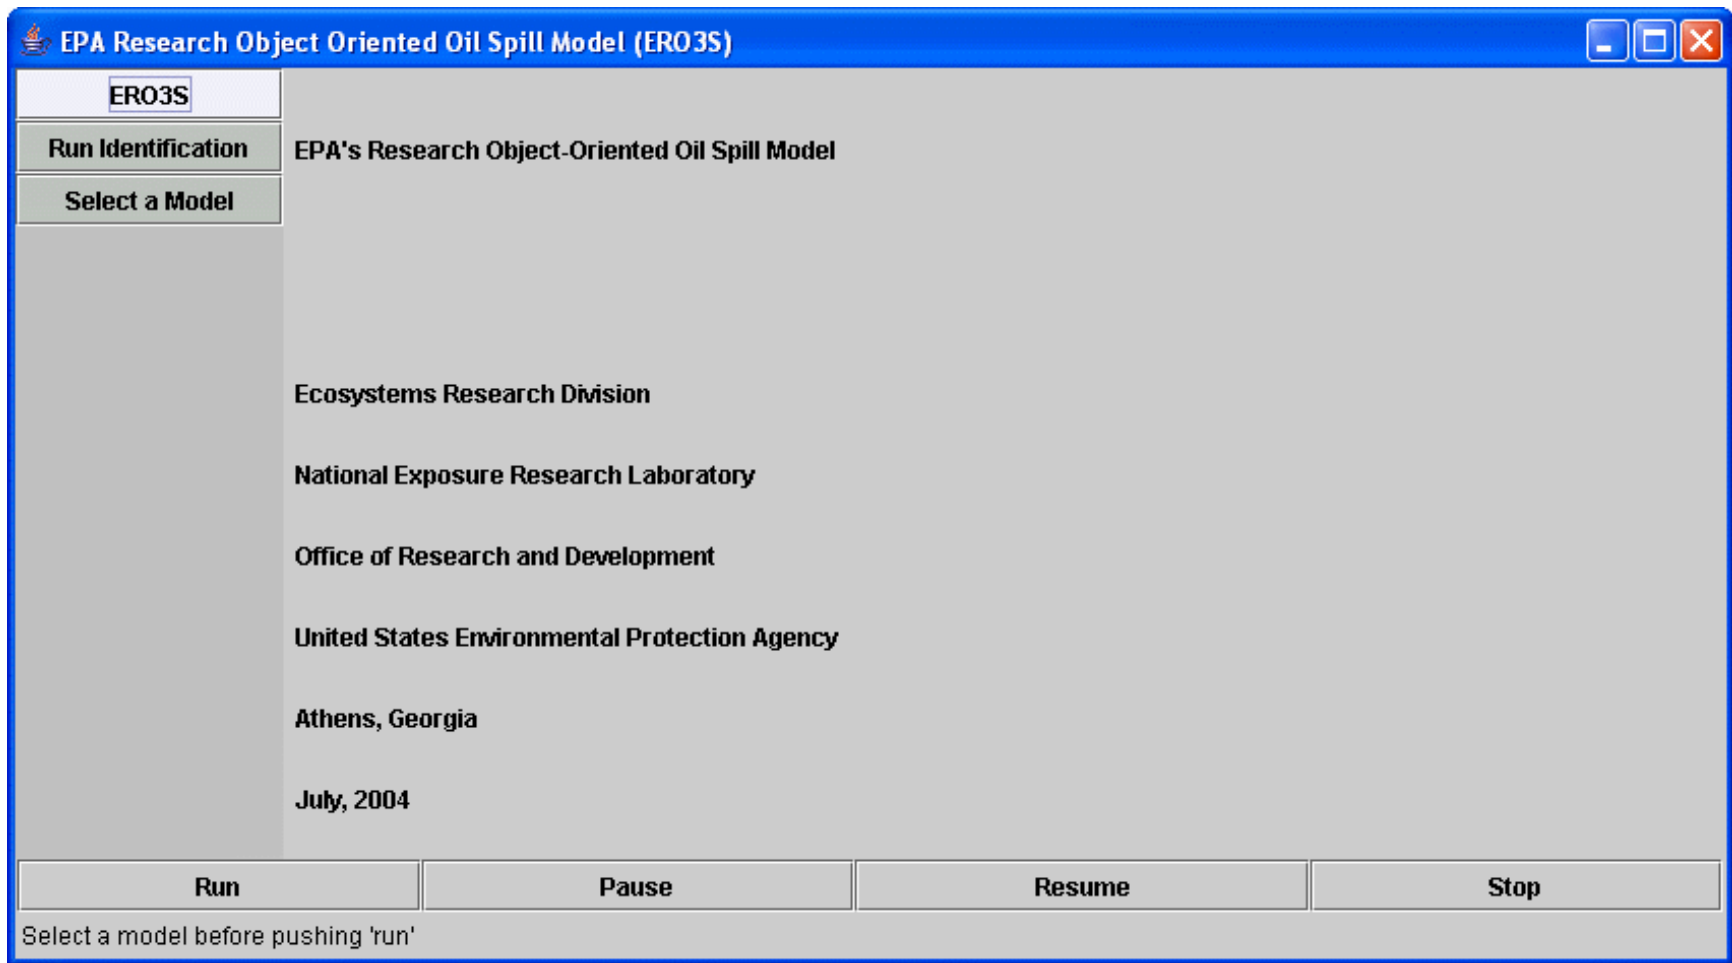 EPA Research Object Oriented Oil Spill Model (ERO3S)
ERO3S
Run Identification
Select a Model
EPA's Research Object-Oriented Oil Spill Model
Ecosystems Research Division
National Exposure Research Laboratory
Office of Research and Development
United States Environmental Protection Agency
Athens, Georgia
July, 2004
Run
Pause
Resume
Stop
Select a model before pushing 'run'